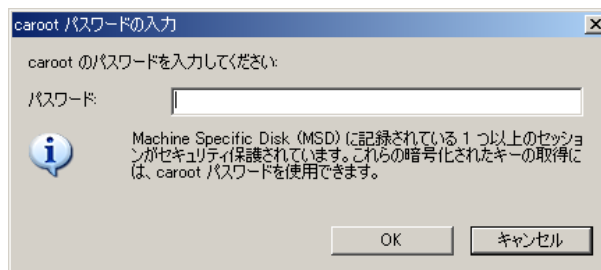 caroot パスワードの入力
caroot のパスワードを入力してください:
パスワード:
Machine Specific Disk (MSD) に記録されている 1 つ以上のセッショ
ンがセキュリティ保護されています。これらの暗号化されたキーの取得に
は、caroot パスワードを使用できます。
OK
キャンセル